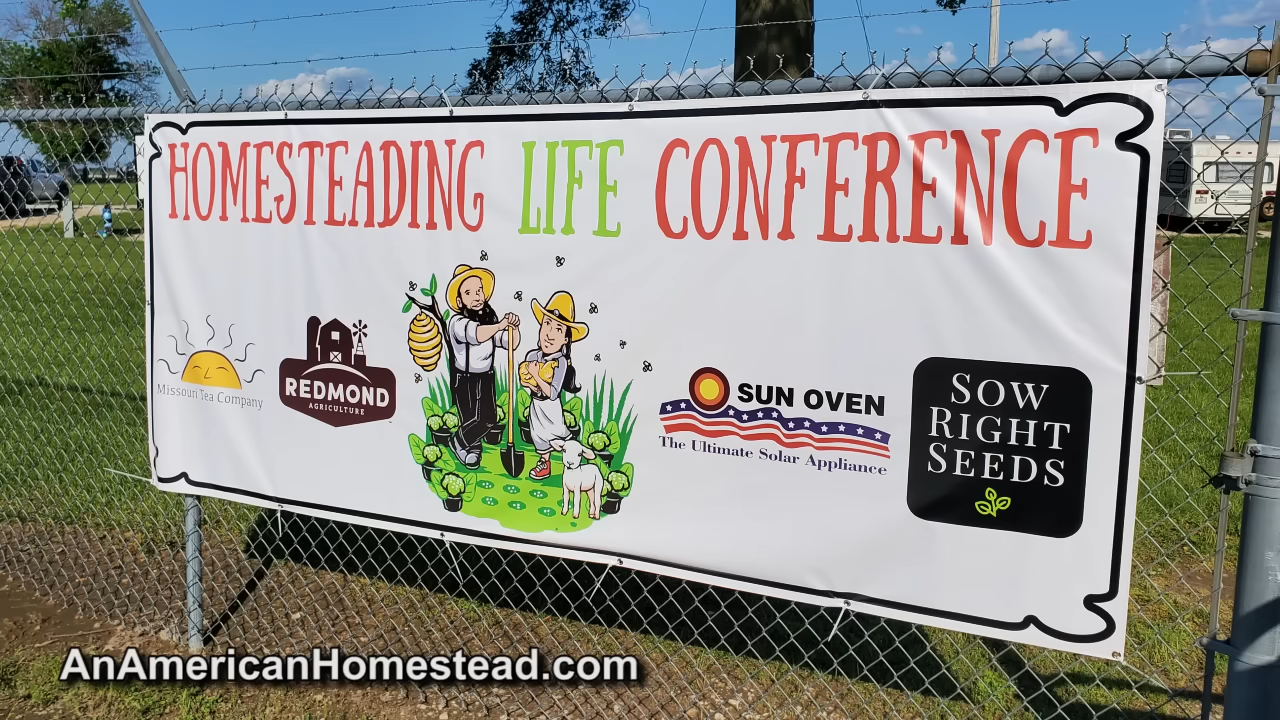 HOMESTEADING LIFE CONFERENCE
Missouri Tea Company
REDMOND
AGRICULTURE
SUN OVEN
The Ultimate Solar Appliance
SOW
RIGHT
SEEDS
AnAmericanHomestead.com